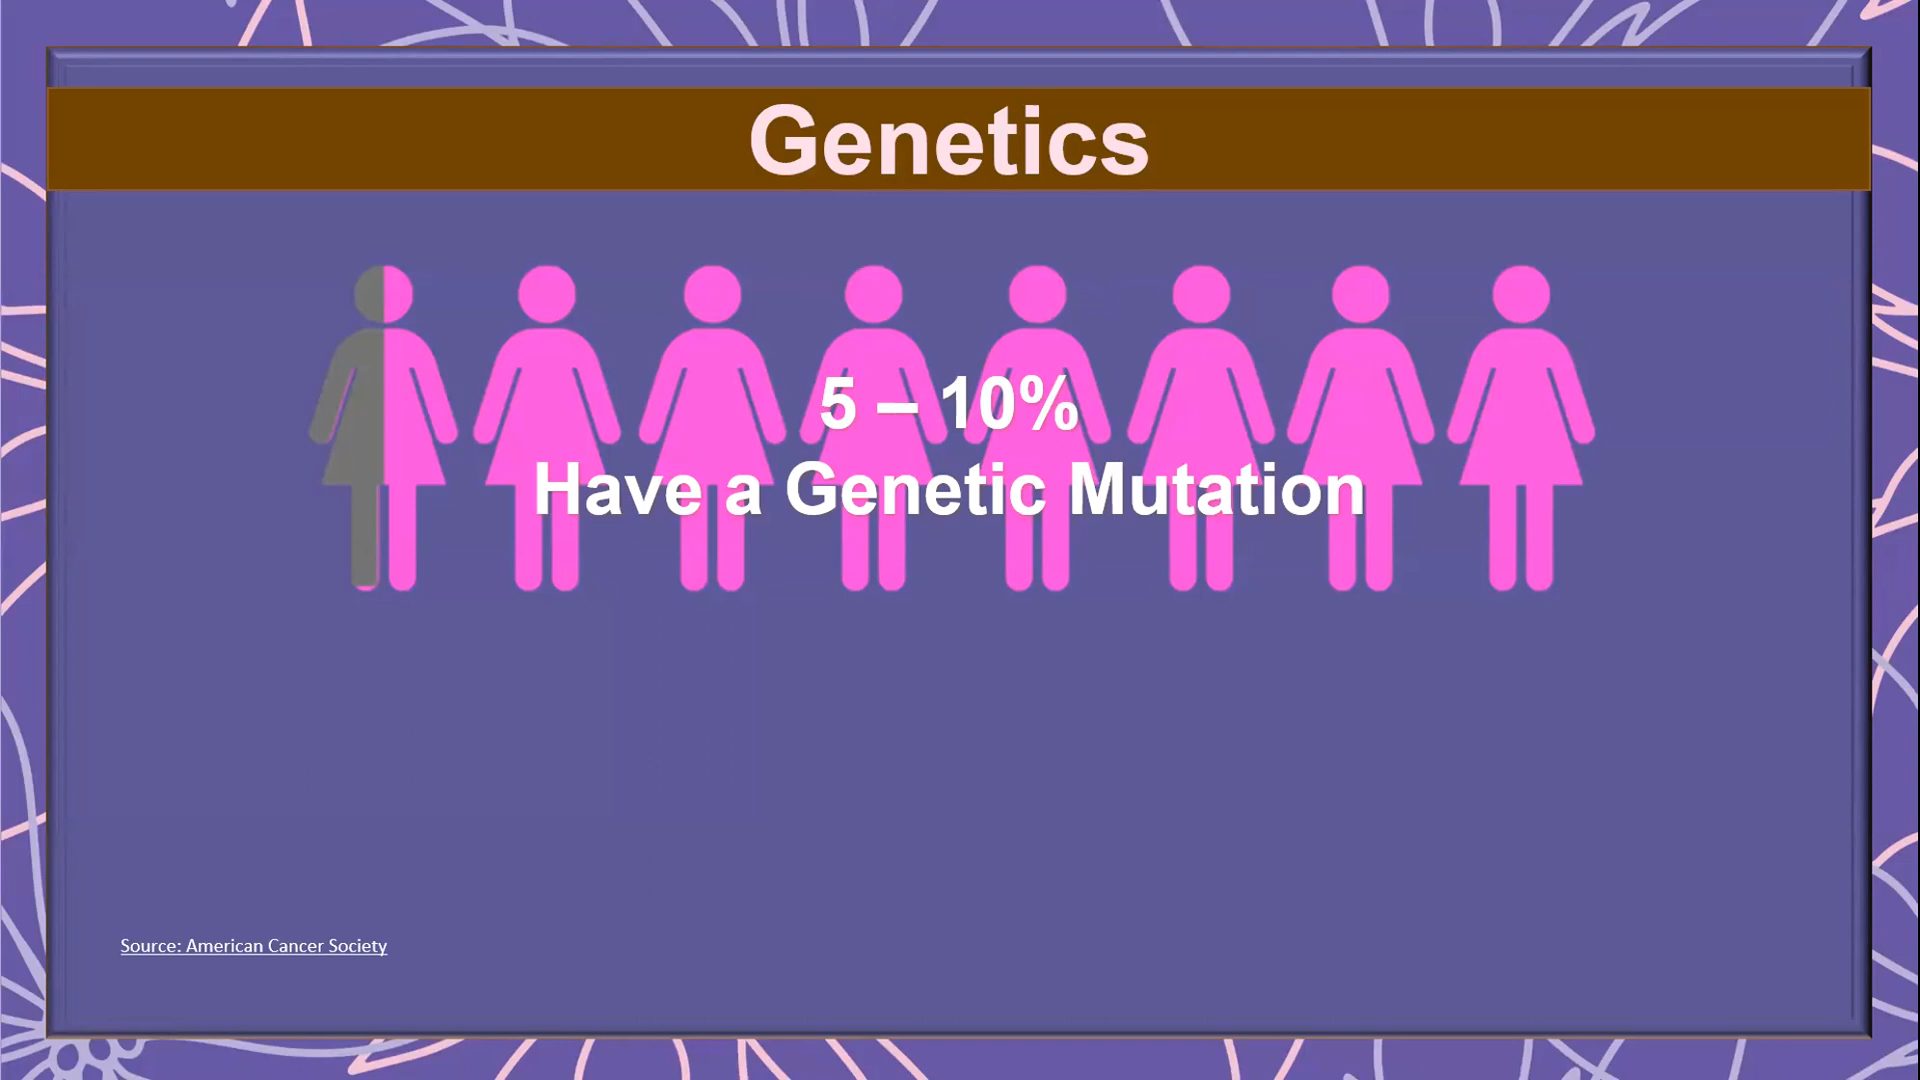 Genetics
5 – 10%
Have a Genetic Mutation
Source: American Cancer Society